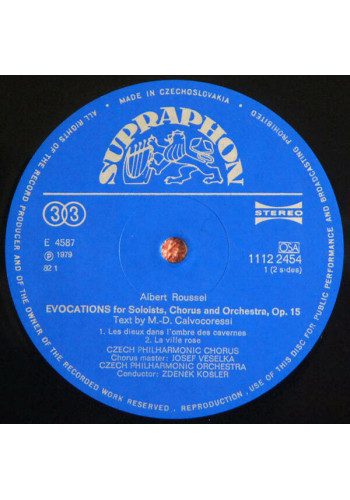 MADE IN CZECHOSLOVAKIA
ALL RIGHTS OF THE RECORD PRODUCER AND OF THE OWNER OF THE RECORDED WORK RESERVED. REPRODUCTION, USE OF THIS DISC FOR PUBLIC PERFORMANCE AND BROADCASTING PROHIBITED
SUPRAPHON
33
STEREO
E 4587
℗ 1979
82 1
OSA
1112 2454
1 (2 sides)
Albert Roussel
EVOCATIONS for Soloists, Chorus and Orchestra, Op. 15
Text by M.-D. Calvocoressi
1. Les dieux dans l'ombre des cavernes
2. La ville rose
CZECH PHILHARMONIC CHORUS
Chorus master: JOSEF VESELKA
CZECH PHILHARMONIC ORCHESTRA
Conductor: ZDENĚK KOŠLER